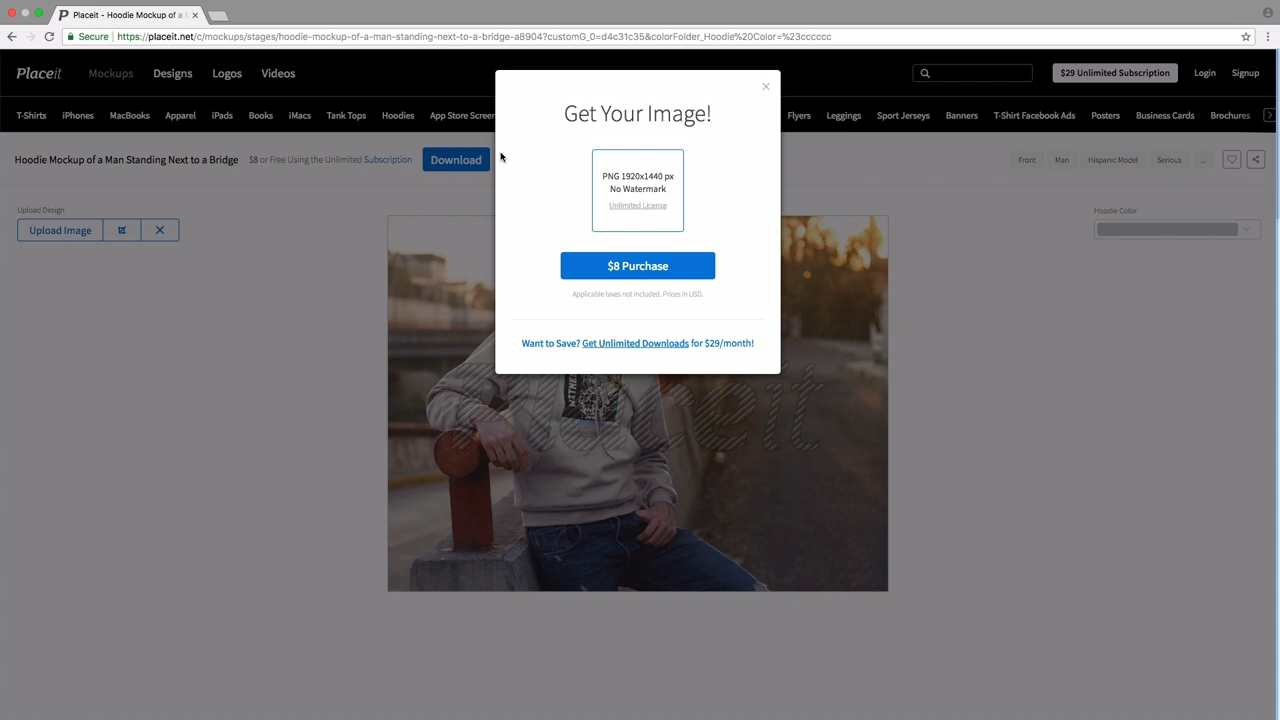 Placeit - Hoodie Mockup of a
Secure
https://placeit.net/c/mockups/stages/hoodie-mockup-of-a-man-standing-next-to-a-bridge-a8904?customG_0=d4c31c35&colorFolder_Hoodie%20Color=%23cccccc
Placeit
Mockups
Designs
Logos
Videos
$29 Unlimited Subscription
Login
Signup
T-Shirts
iPhones
MacBooks
Apparel
iPads
Books
iMacs
Tank Tops
Hoodies
App Store Screen
Flyers
Leggings
Sport Jerseys
Banners
T-Shirt Facebook Ads
Posters
Business Cards
Brochures
Hoodie Mockup of a Man Standing Next to a Bridge
$8 or Free Using the Unlimited Subscription
Download
Front
Man
Hispanic Model
Serious
...
Upload Design
Upload Image
Hoodie Color
Get Your Image!
PNG 1920x1440 px
No Watermark
Unlimited License
$8 Purchase
Applicable taxes not included. Prices in USD.
Want to Save? Get Unlimited Downloads for $29/month!
Placeit